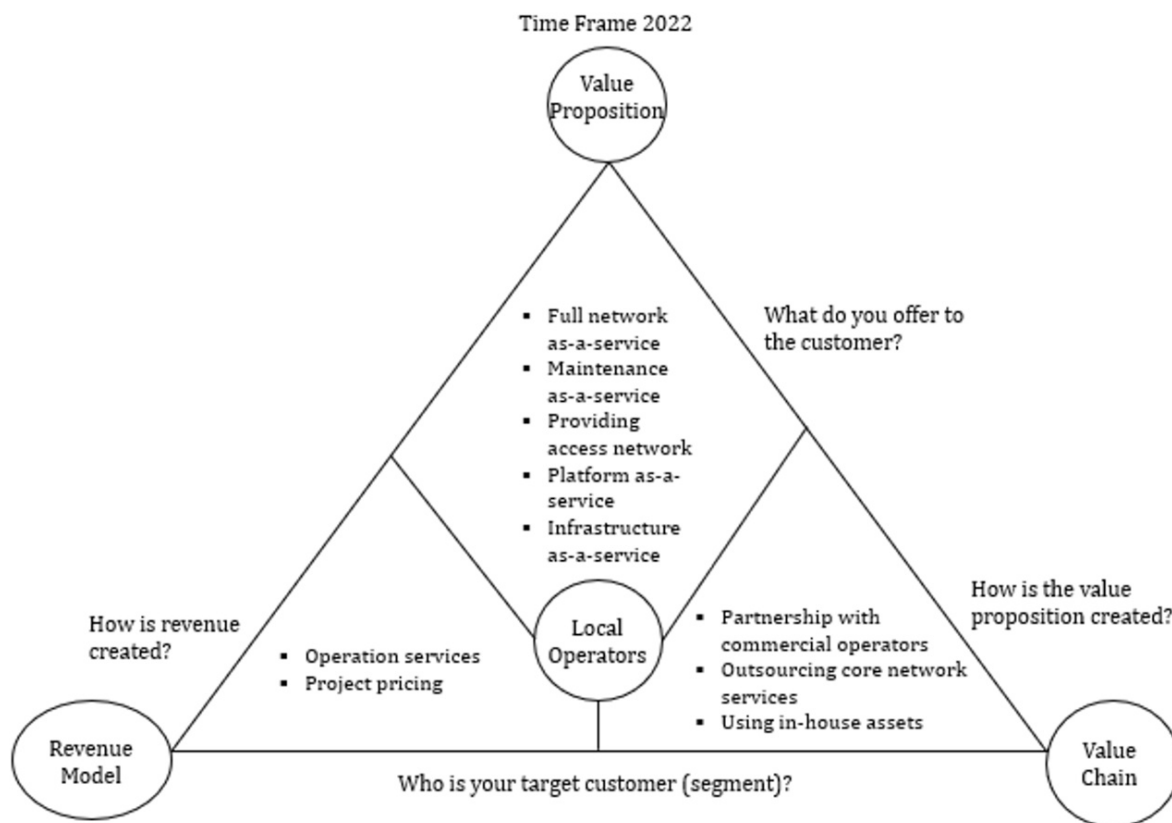 Time Frame 2022
Value
Proposition
What do you offer to
the customer?
▪ Full network
as-a-service
▪ Maintenance
as-a-service
▪ Providing
access network
▪ Platform as-a-
service
▪ Infrastructure
as-a-service
How is the value
proposition created?
How is revenue
created?
▪ Operation services
▪ Project pricing
Local
Operators
▪ Partnership with
commercial operators
▪ Outsourcing core network
services
▪ Using in-house assets
Revenue
Model
Who is your target customer (segment)?
Value
Chain